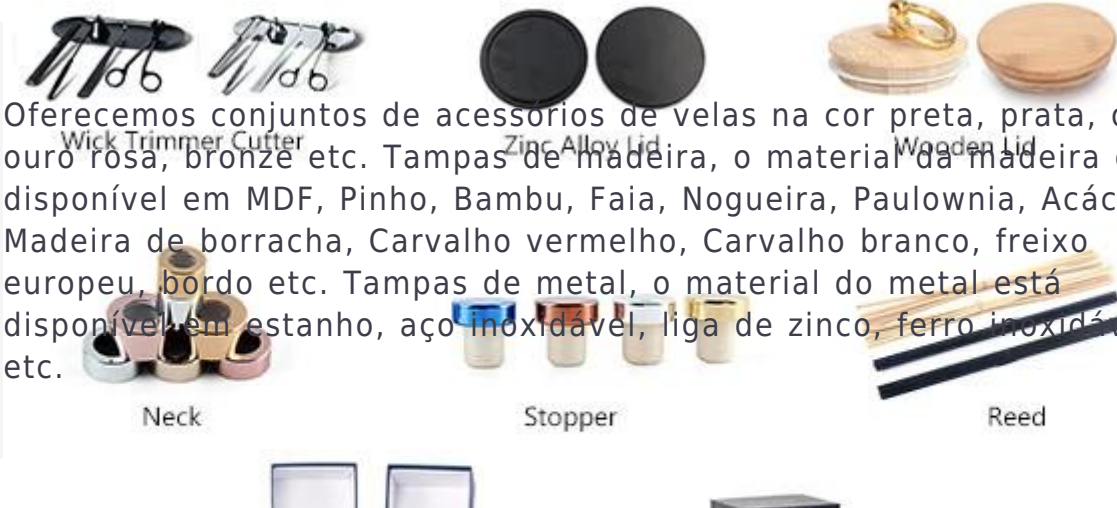 Oferecemos conjuntos de acessórios de velas na cor preta, prata,
Wick Trimmer Cutter
Zinc Alloy Lid
Wooden Lid
ouro rosa, bronze etc. Tampas de madeira, o material da madeira
disponível em MDF, Pinho, Bambu, Faia, Nogueira, Paulownia,
Madeira de borracha, Carvalho vermelho, Carvalho branco, freixo
europeu, bordo etc. Tampas de metal, o material do metal está
disponível em estanho, aço inoxidável, liga de zinco, ferro
etc.
Neck
Stopper
Reed